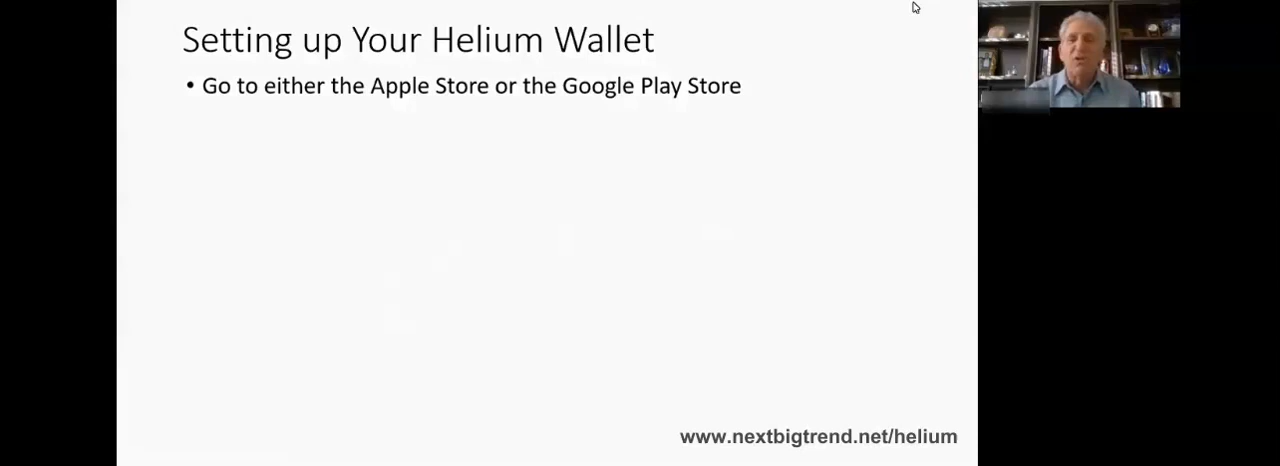 Setting up Your Helium Wallet
• Go to either the Apple Store or the Google Play Store
www.nextbigtrend.net/helium